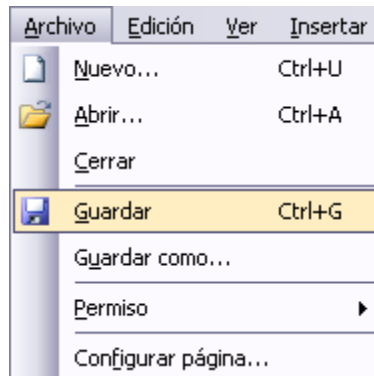 Archivo Edición Ver Insertar
Nuevo... Ctrl+U
Abrir... Ctrl+A
Cerrar
Guardar Ctrl+G
Guardar como...
Permiso
Configurar página...